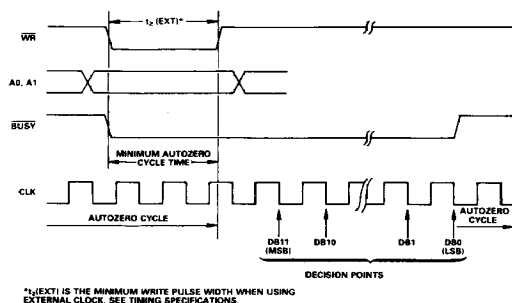 t₂ (EXT)*
WR
A0, A1
BUSY
MINIMUM AUTOZERO
CYCLE TIME
CLK
AUTOZERO CYCLE
AUTOZERO
CYCLE
DB11
(MSB)
DB10
DB1
DB0
(LSB)
DECISION POINTS
*t₂(EXT) IS THE MINIMUM WRITE PULSE WIDTH WHEN USING
EXTERNAL CLOCK. SEE TIMING SPECIFICATIONS.